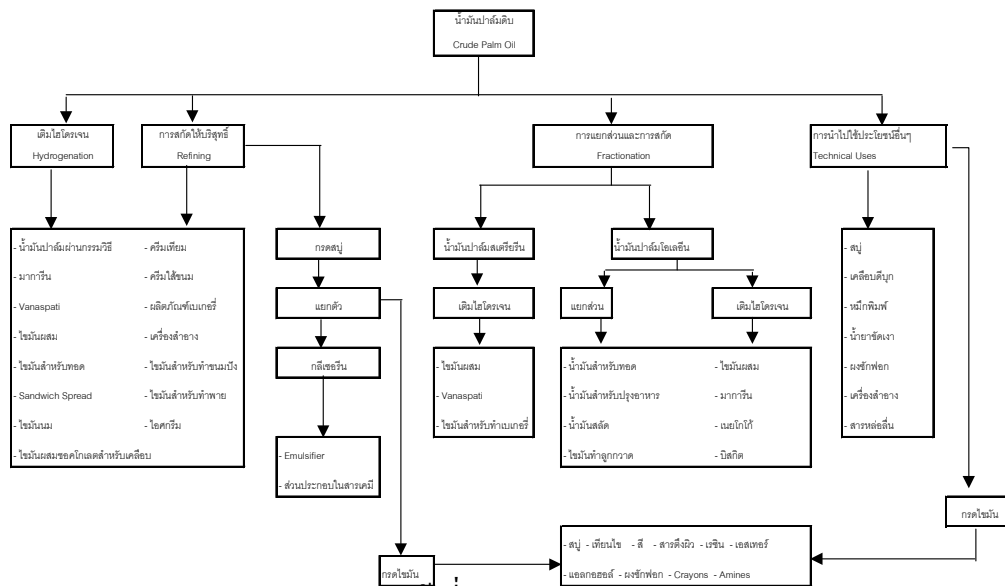 น้ำมันปาล์มดิบ
Crude Palm Oil
เติมไฮโดรเจน
Hydrogenation
การสกัดให้บริสุทธิ์
Refining
การแยกส่วนและการสกัด
Fractionation
การนำไปใช้ประโยชน์อื่นๆ
Technical Uses
- น้ำมันปาล์มผ่านกรรมวิธี
- มาการีน
- Vanaspati
- ไขมันผสม
- ไขมันสำหรับทอด
- Sandwich Spread
- ไขมันนม
- ไขมันผสมชอคโกเลตสำหรับเคลือบ
- ครีมเทียม
- ครีมใส้ขนม
- ผลิตภัณฑ์เบเกอรี่
- เครื่องสำอาง
- ไขมันสำหรับทำขนมปัง
- ไขมันสำหรับทำพาย
- ไอศกรีม
กรดสบู่
แยกตัว
กลีเซอรีน
- Emulsifier
- ส่วนประกอบในสารเคมี
น้ำมันปาล์มสเตรียรีน
เติมไฮโดรเจน
- ไขมันผสม
- Vanaspati
- ไขมันสำหรับทำเบเกอรี่
น้ำมันปาล์มโอเลอีน
แยกส่วน
เติมไฮโดรเจน
- น้ำมันสำหรับทอด
- น้ำมันสำหรับปรุงอาหาร
- น้ำมันสลัด
- ไขมันทำลูกกวาด
- ไขมันผสม
- มาการีน
- เนยโกโก้
- บิสกิต
- สบู่
- เคลือบดีบุก
- หมึกพิมพ์
- น้ำยาขัดเงา
- ผงซักฟอก
- เครื่องสำอาง
- สารหล่อลื่น
กรดไขมัน
กรดไขมัน
- สบู่ - เทียนไข - สี - สารตึงผิว - เรซิน - เอสเทอร์
- แอลกอฮอล์ - ผงซักฟอก - Crayons - Amines